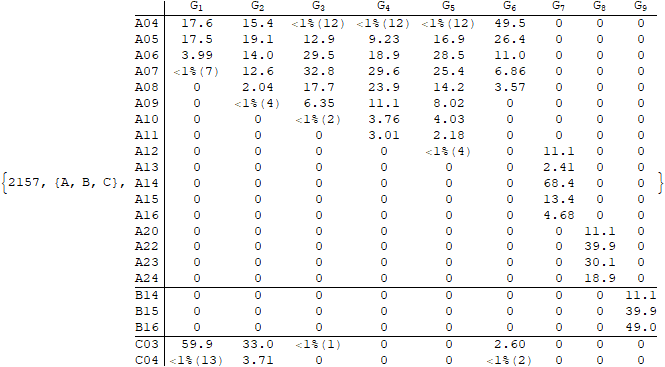 G1 G2 G3 G4 G5 G6 G7 G8 G9
A04 17.6 15.4 <1%(12) <1%(12) <1%(12) 49.5 0 0 0
A05 17.5 19.1 12.9 9.23 16.9 26.4 0 0 0
A06 3.99 14.0 29.5 18.9 28.5 11.0 0 0 0
A07 <1%(7) 12.6 32.8 29.6 25.4 6.86 0 0 0
A08 0 2.04 17.7 23.9 14.2 3.57 0 0 0
A09 0 <1%(4) 6.35 11.1 8.02 0 0 0 0
A10 0 0 <1%(2) 3.76 4.03 0 0 0 0
A11 0 0 0 3.01 2.18 0 0 0 0
A12 0 0 0 0 <1%(4) 0 11.1 0 0
A13 0 0 0 0 0 0 2.41 0 0
{2157, {A, B, C}, A14 0 0 0 0 0 0 68.4 0 0 }
A15 0 0 0 0 0 0 13.4 0 0
A16 0 0 0 0 0 0 4.68 0 0
A20 0 0 0 0 0 0 0 11.1 0
A22 0 0 0 0 0 0 0 39.9 0
A23 0 0 0 0 0 0 0 30.1 0
A24 0 0 0 0 0 0 0 18.9 0
B14 0 0 0 0 0 0 0 0 11.1
B15 0 0 0 0 0 0 0 0 39.9
B16 0 0 0 0 0 0 0 0 49.0
C03 59.9 33.0 <1%(1) 0 0 2.60 0 0 0
C04 <1%(13) 3.71 0 0 0 <1%(2) 0 0 0